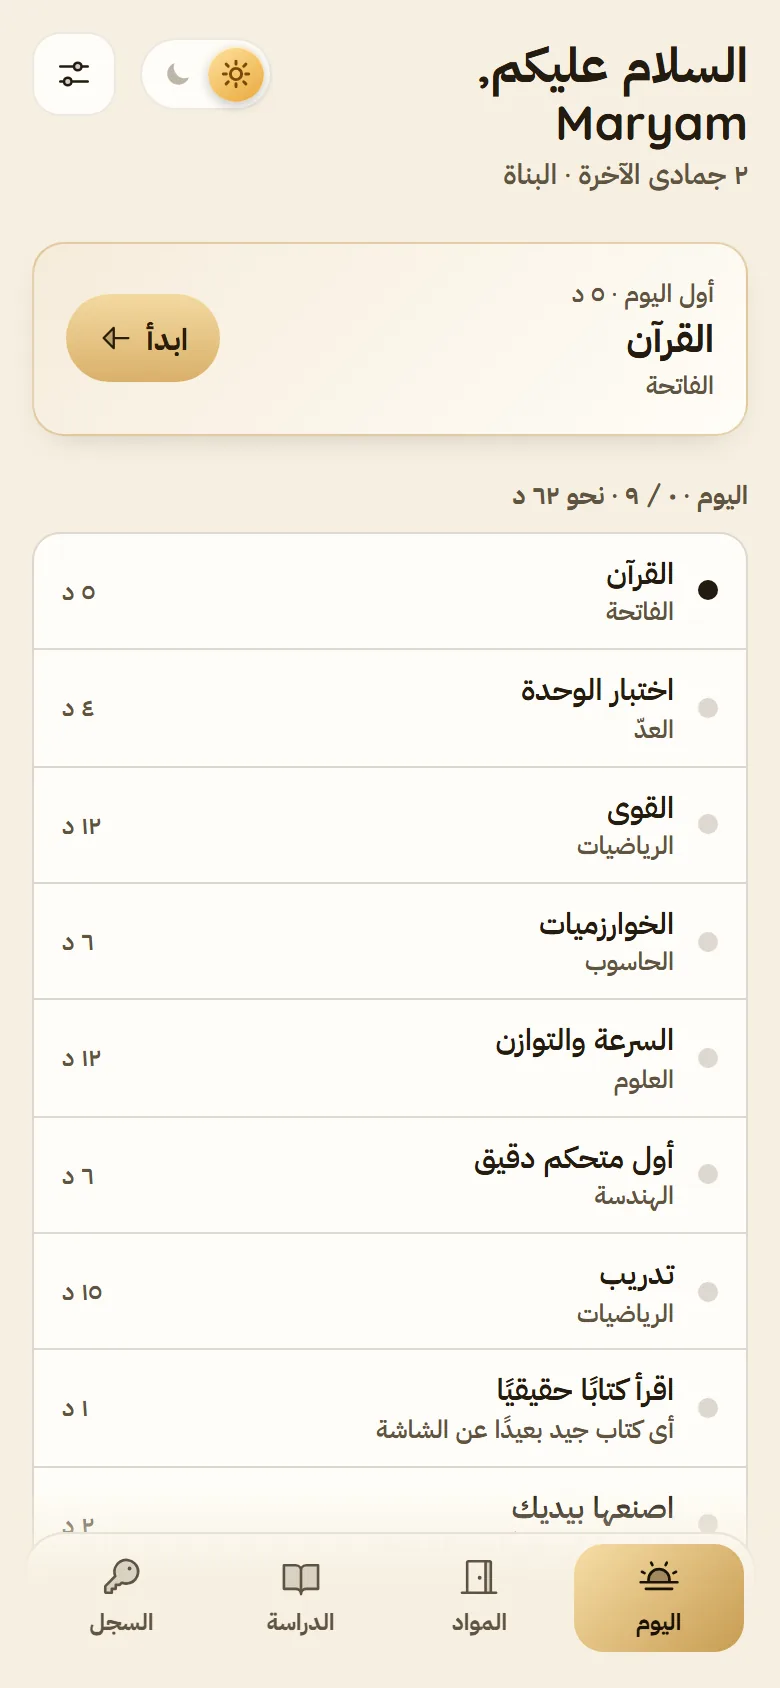 السلام عليكم,
Maryam
٢ جمادى الآخرة · البناة
أول اليوم · ٥ د
القرآن
الفاتحة
ابدأ
اليوم · ٠ / ٩ · نحو ٦٢ د
القرآن
الفاتحة
٥ د
اختبار الوحدة
العدّ
٤ د
القوى
الرياضيات
١٢ د
الخوارزميات
الحاسوب
٦ د
السرعة والتوازن
العلوم
١٢ د
أول متحكم دقيق
الهندسة
٦ د
تدريب
الرياضيات
١٥ د
اقرأ كتابًا حقيقيًا
أي كتاب جيد بعيدًا عن الشاشة
١ د
اصنعها بيديك
٢ د
اليوم
المواد
الدراسة
السجل